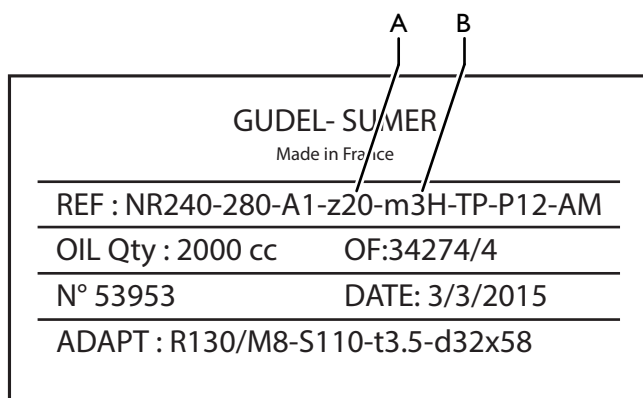 A B
GUDEL- SUMER
Made in France
REF : NR240-280-A1-z20-m3H-TP-P12-AM
OIL Qty : 2000 cc OF:34274/4
N° 53953 DATE: 3/3/2015
ADAPT : R130/M8-S110-t3.5-d32x58